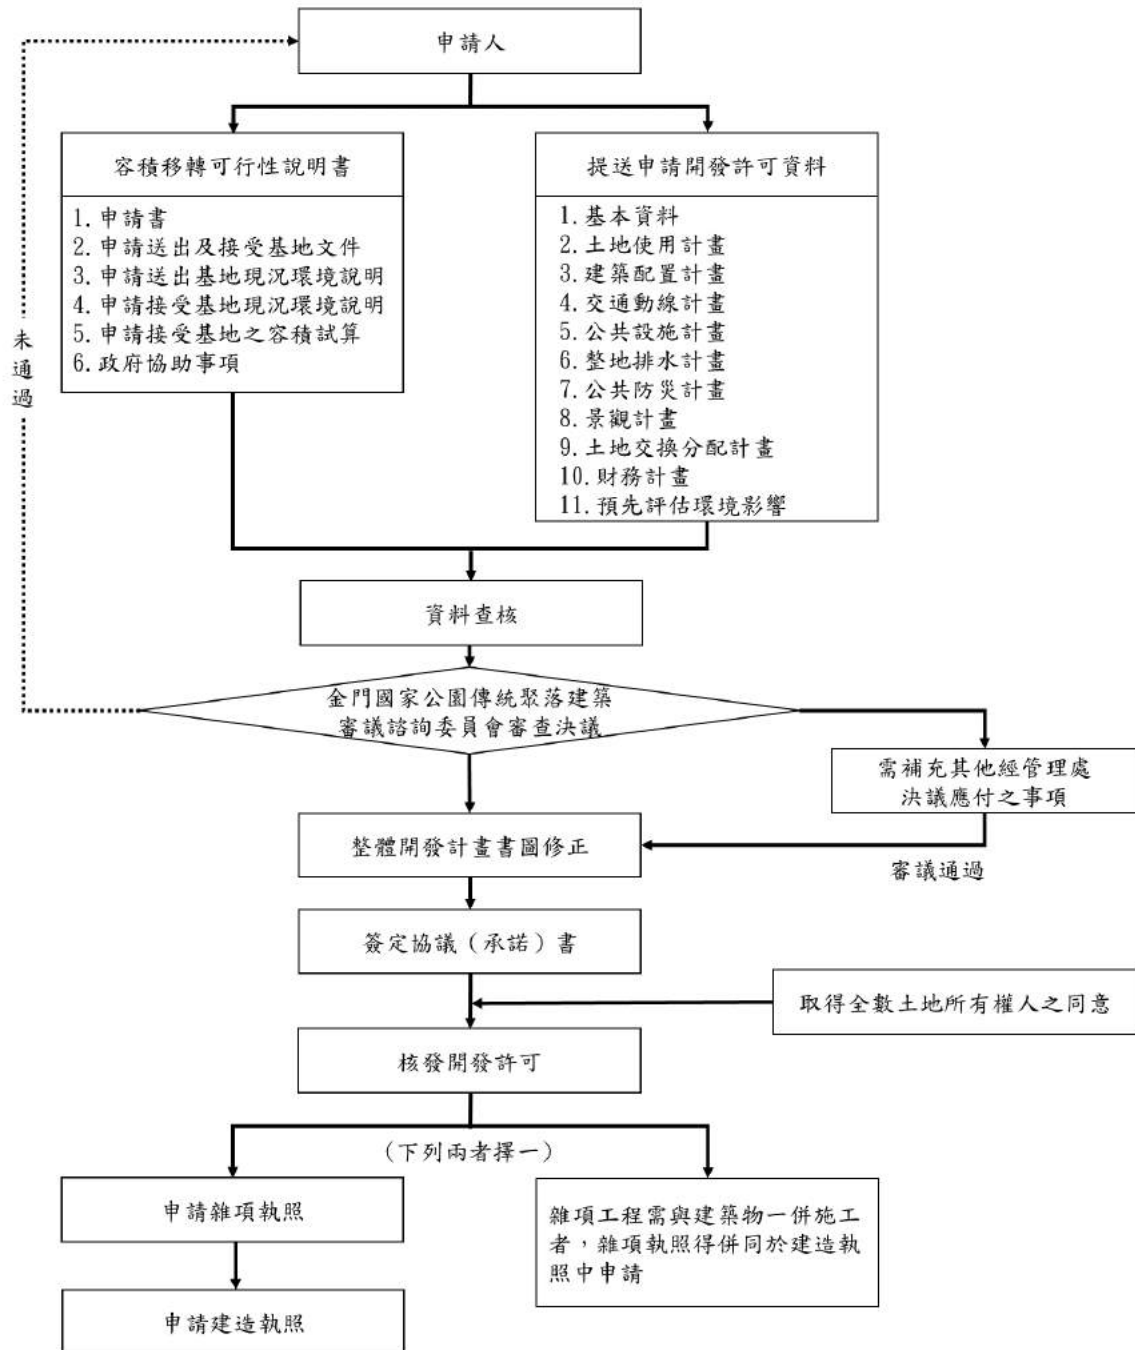 申請人
容積移轉可行性說明書
1.申請書
2.申請送出及接受基地文件
3.申請送出基地現況環境說明
4.申請接受基地現況環境說明
5.申請接受基地之容積試算
6.政府協助事項
提送申請開發許可資料
1.基本資料
2.土地使用計畫
3.建築配置計畫
4.交通動線計畫
5.公共設施計畫
6.整地排水計畫
7.公共防災計畫
8.景觀計畫
9.土地交換分配計畫
10.財務計畫
11.預先評估環境影響
未通過
資料查核
金門國家公園傳統聚落建築
審議諮詢委員會審查決議
需補充其他經管理處
決議應付之事項
整體開發計畫書圖修正
審議通過
簽定協議（承諾）書
取得全數土地所有權人之同意
核發開發許可
(下列兩者擇一)
申請雜項執照
雜項工程需與建築物一併施工
者，雜項執照得併同於建造執
照中申請
申請建造執照